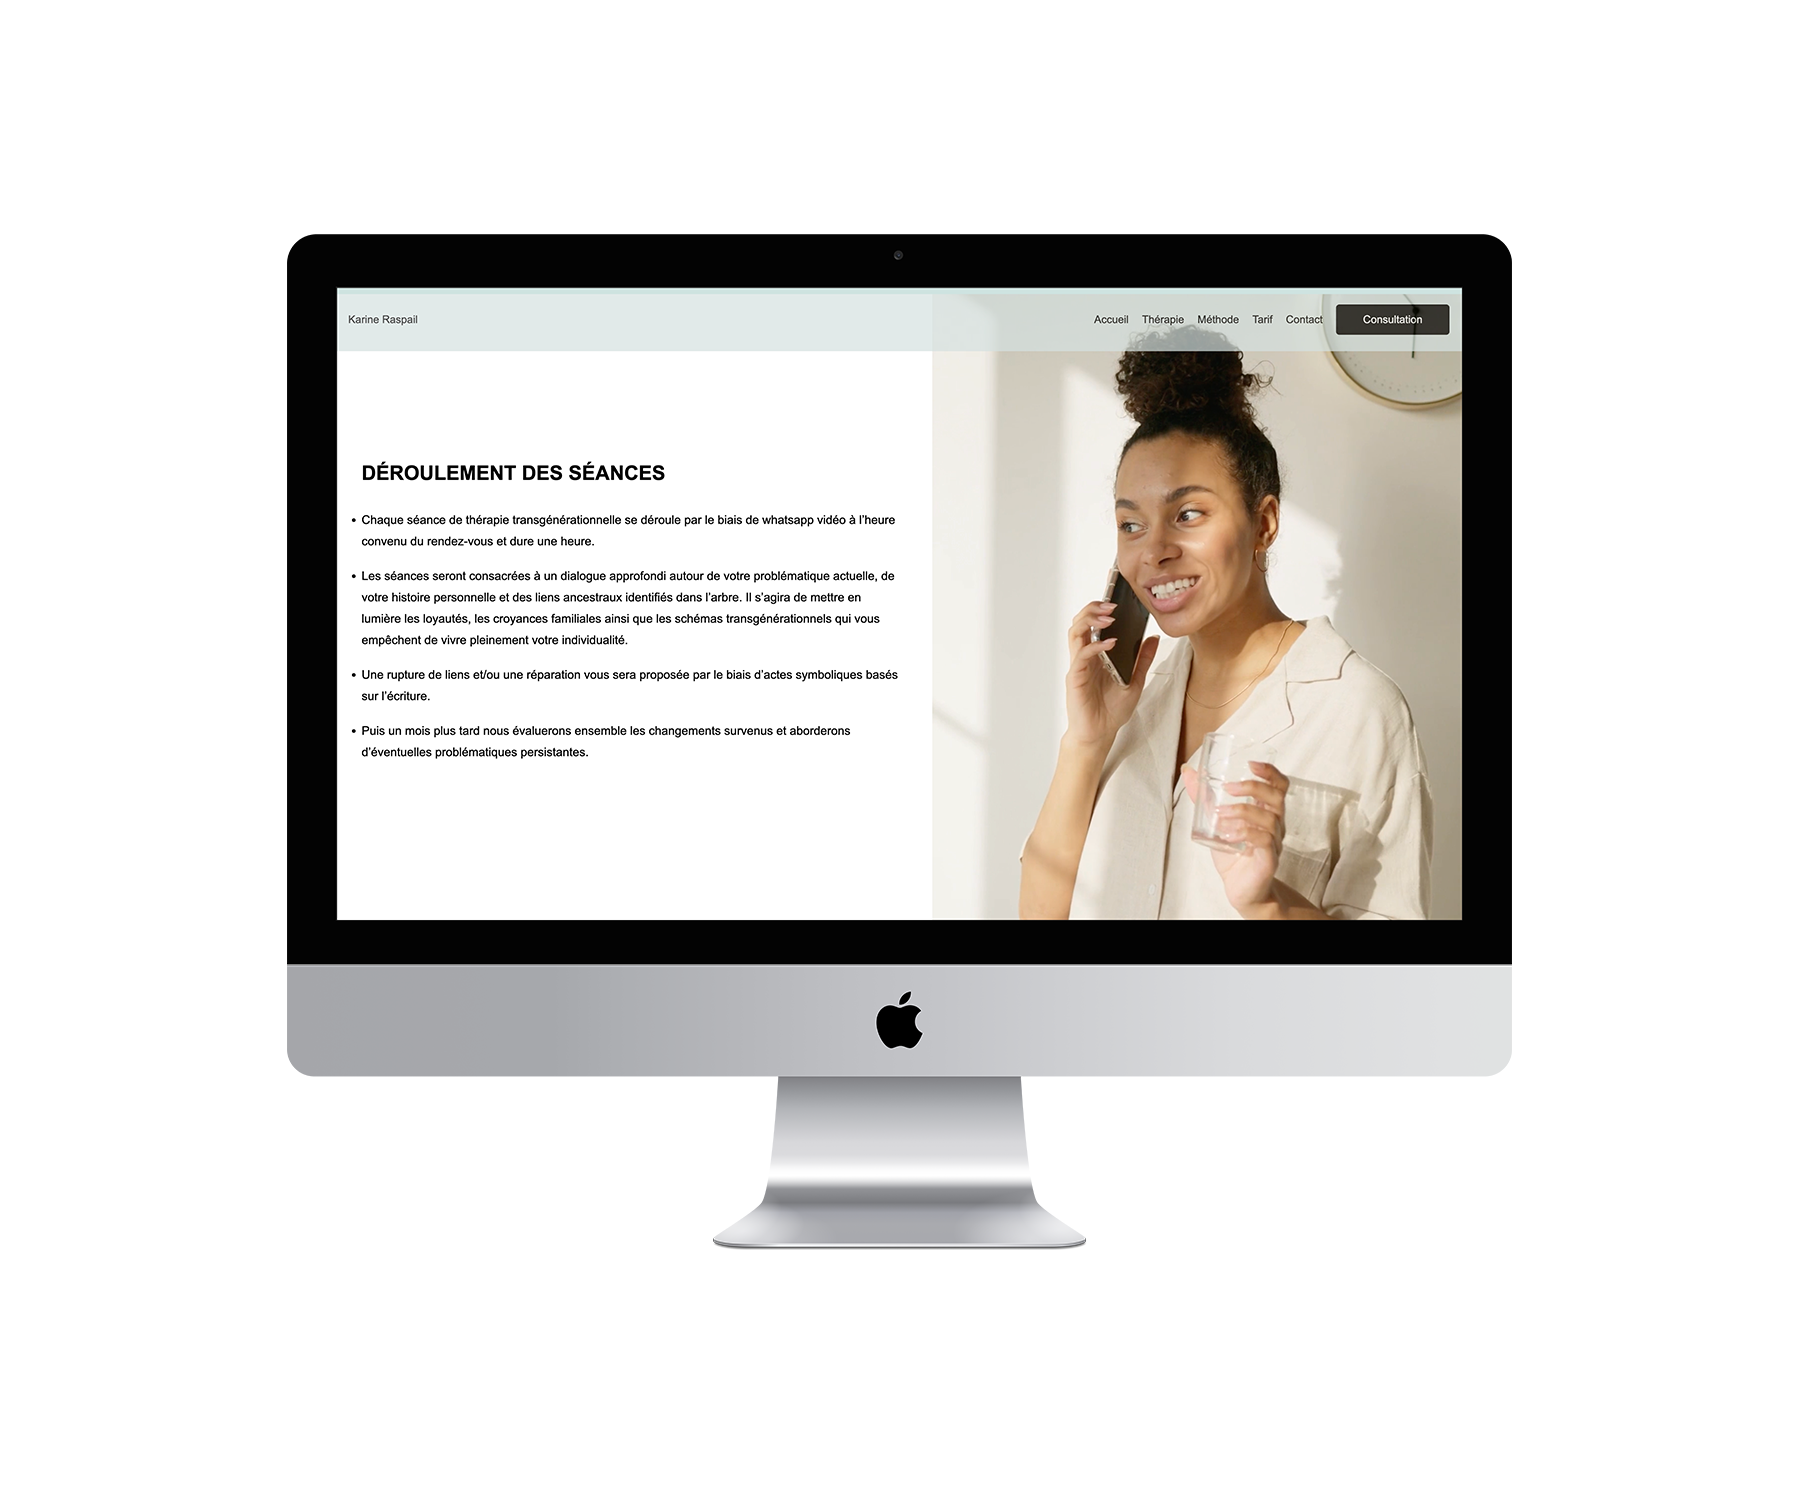 Karine Raspail
Accueil Thérapie Méthode Tarif Contact Consultation
DÉROULEMENT DES SÉANCES
• Chaque séance de thérapie transgénérationnelle se déroule par le biais de whatsapp vidéo à l’heure
convenu du rendez-vous et dure une heure.
• Les séances seront consacrées à un dialogue approfondi autour de votre problématique actuelle, de
votre histoire personnelle et des liens ancestraux identifiés dans l’arbre. Il s’agira de mettre en
lumière les loyautés, les croyances familiales ainsi que les schémas transgénérationnels qui vous
empêchent de vivre pleinement votre individualité.
• Une rupture de liens et/ou une réparation vous sera proposée par le biais d’actes symboliques basés
sur l’écriture.
• Puis un mois plus tard nous évaluerons ensemble les changements survenus et aborderons
d’éventuelles problématiques persistantes.